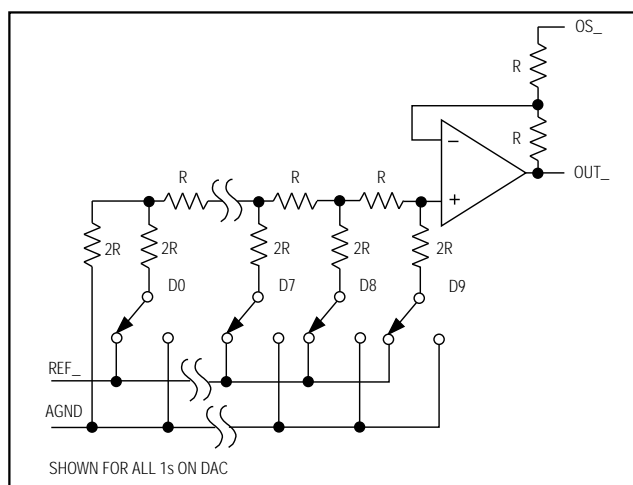 OS_
R
R
OUT_
−
+
R
R
R
2R
2R
2R
2R
2R
D0
D7
D8
D9
REF_
AGND
SHOWN FOR ALL 1s ON DAC